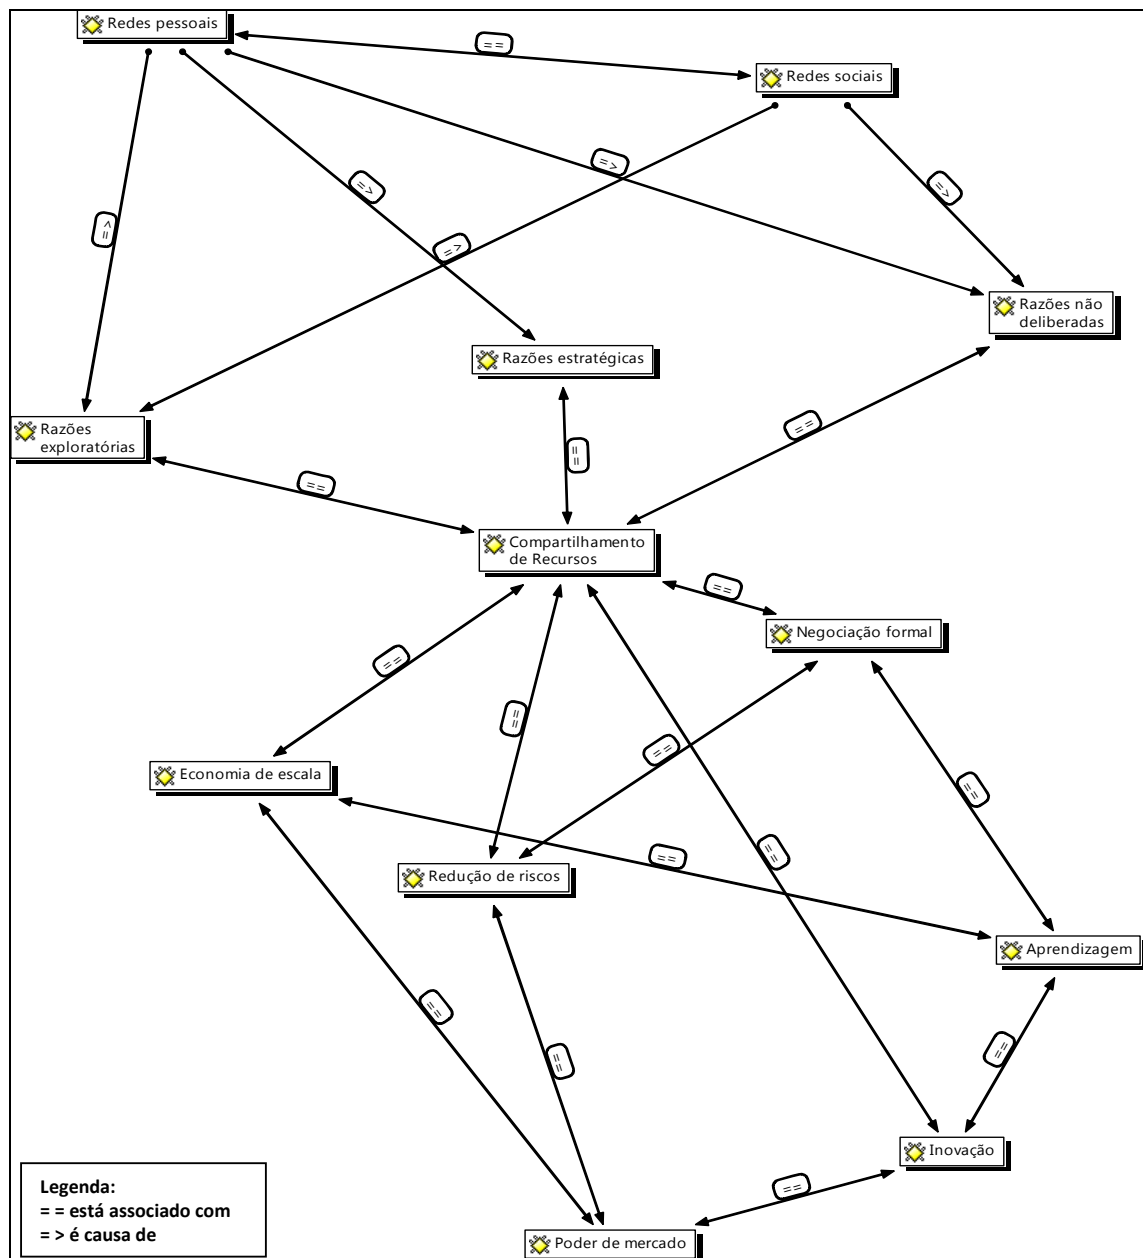 Redes pessoais
==
Redes sociais
=>
=>
=>
=>
=>
Razões não
deliberadas
Razões estratégicas
Razões
exploratórias
==
==
==
Compartilhamento
de Recursos
==
Negociação formal
==
==
==
==
Economia de escala
==
==
Redução de riscos
==
Aprendizagem
==
==
==
Inovação
==
Poder de mercado
Legenda:
= = está associado com
= > é causa de